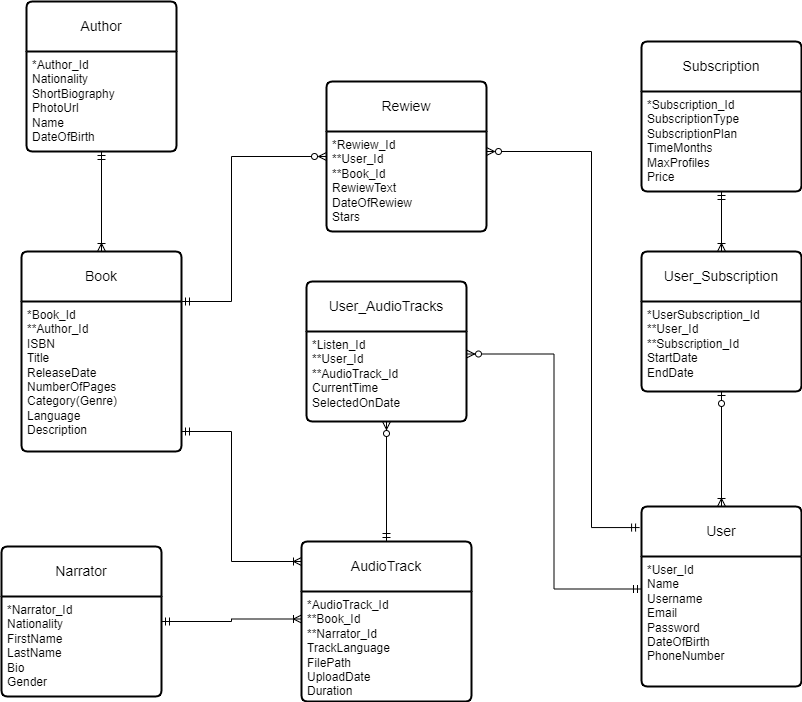 Author
*Author_Id
Nationality
ShortBiography
PhotoUrl
Name
DateOfBirth
Rewiew
*Rewiew_Id
**User_Id
**Book_Id
RewiewText
DateOfRewiew
Stars
Subscription
*Subscription_Id
SubscriptionType
SubscriptionPlan
TimeMonths
MaxProfiles
Price
Book
*Book_Id
**Author_Id
ISBN
Title
ReleaseDate
NumberOfPages
Category(Genre)
Language
Description
User_AudioTracks
*Listen_Id
**User_Id
**AudioTrack_Id
CurrentTime
SelectedOnDate
User_Subscription
*UserSubscription_Id
**User_Id
**Subscription_Id
StartDate
EndDate
Narrator
*Narrator_Id
Nationality
FirstName
LastName
Bio
Gender
AudioTrack
*AudioTrack_Id
**Book_Id
**Narrator_Id
TrackLanguage
FilePath
UploadDate
Duration
User
*User_Id
Name
Username
Email
Password
DateOfBirth
PhoneNumber